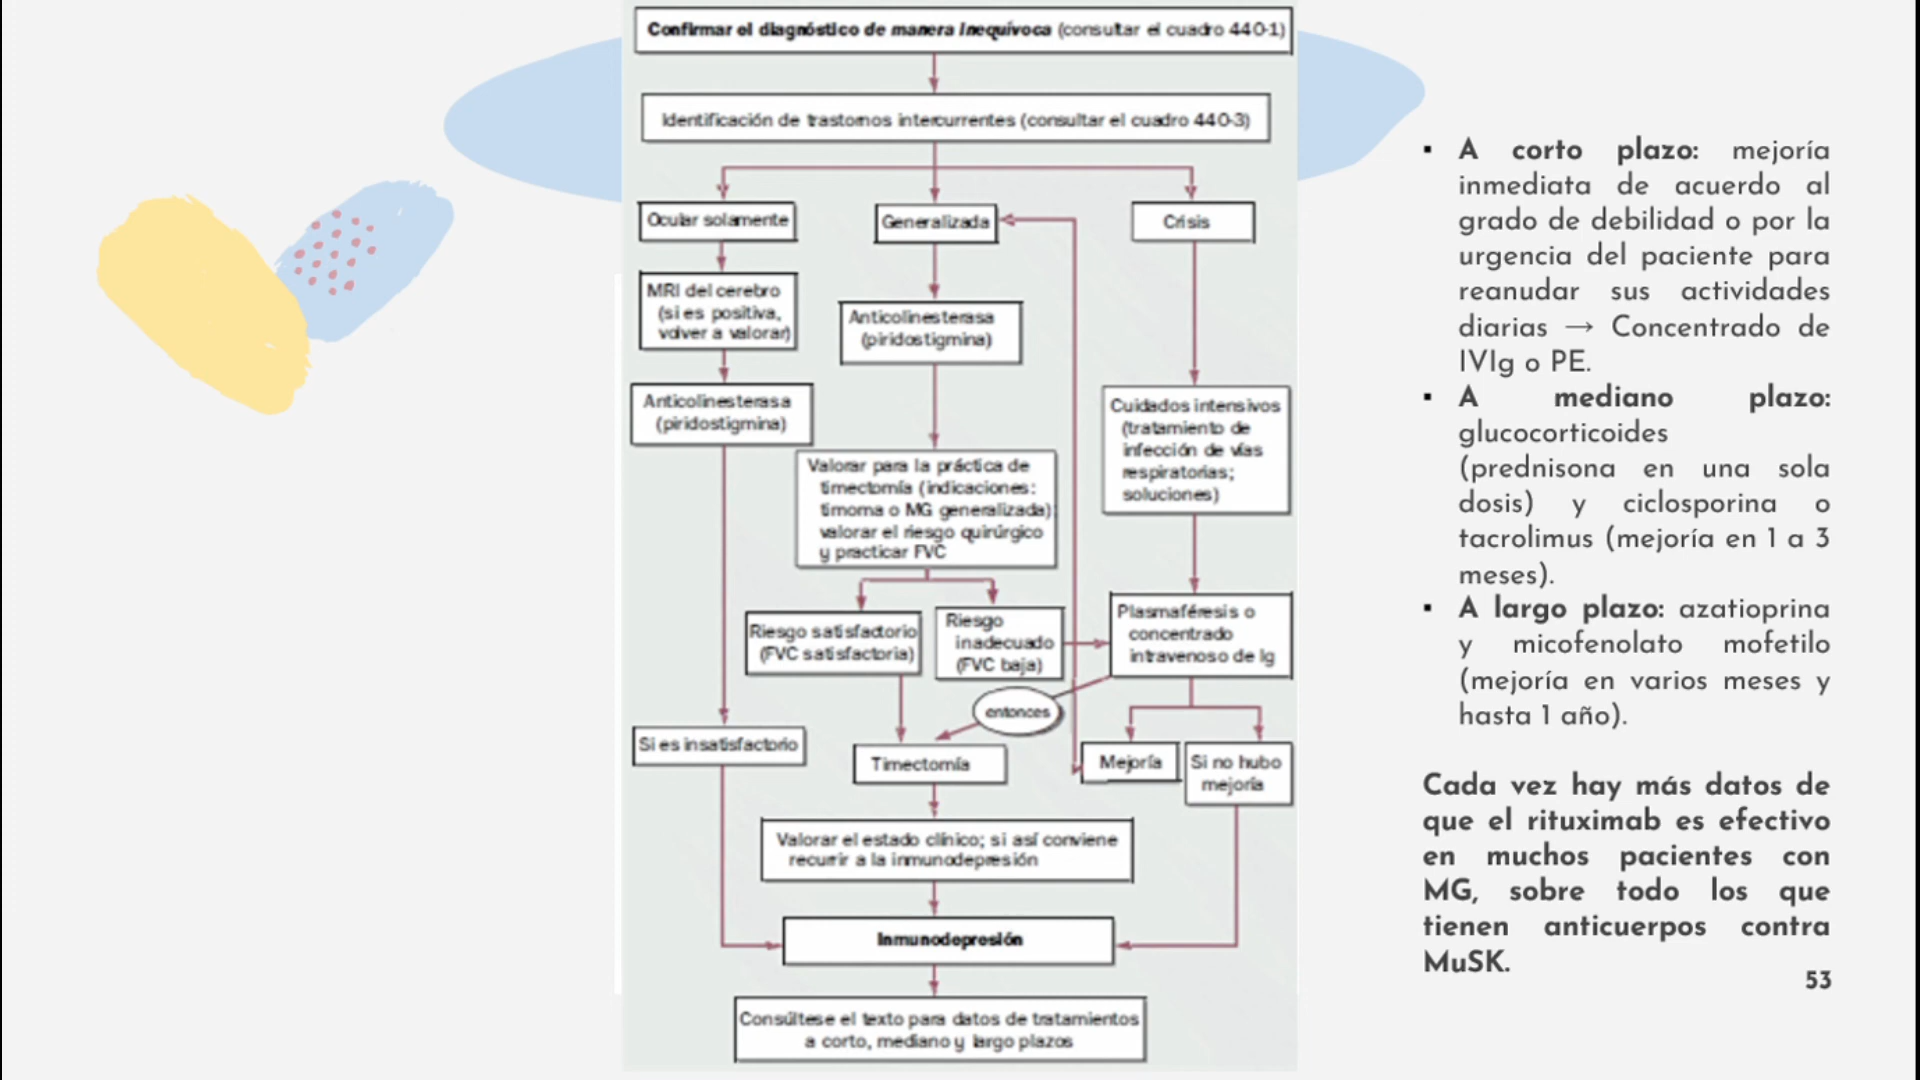 Confirmar el diagnóstico de manera Inequívoca (consultar el cuadro 440-1)
Identificación de trastornos intercurrentes (consultar el cuadro 440-3)
Ocular solamente
Generalizada
Crisis
MRI del cerebro
(si es positiva,
volver a valorar)
Anticolinesterasa
(piridostigmina)
Anticolinesterasa
(piridostigmina)
Cuidados intensivos
(tratamiento de
infección de vías
respiratorias;
soluciones)
Valorar para la práctica de
timectomía (indicaciones:
timoma o MG generalizada)
valorar el riesgo quirúrgico
y practicar FVC
Riesgo satisfactorio
(FVC satisfactoria)
Riesgo
inadecuado
(FVC baja)
Plasmaféresis o
concentrado
intravenoso de Ig
entonces
Si es insatisfactorio
Timectomía
Mejoría
Si no hubo
mejoría
Valorar el estado clínico; si así conviene
recurrir a la inmunodepresión
Inmunodepresión
Consúltese el texto para datos de tratamientos
a corto, mediano y largo plazos
▪ A corto plazo: mejoría
inmediata de acuerdo al
grado de debilidad o por la
urgencia del paciente para
reanudar sus actividades
diarias → Concentrado de
IVIg o PE.
▪ A mediano plazo:
glucocorticoides
(prednisona en una sola
dosis) y ciclosporina o
tacrolimus (mejoría en 1 a 3
meses).
▪ A largo plazo: azatioprina
y micofenolato mofetilo
(mejoría en varios meses y
hasta 1 año).
Cada vez hay más datos de
que el rituximab es efectivo
en muchos pacientes con
MG, sobre todo los que
tienen anticuerpos contra
MuSK.
53